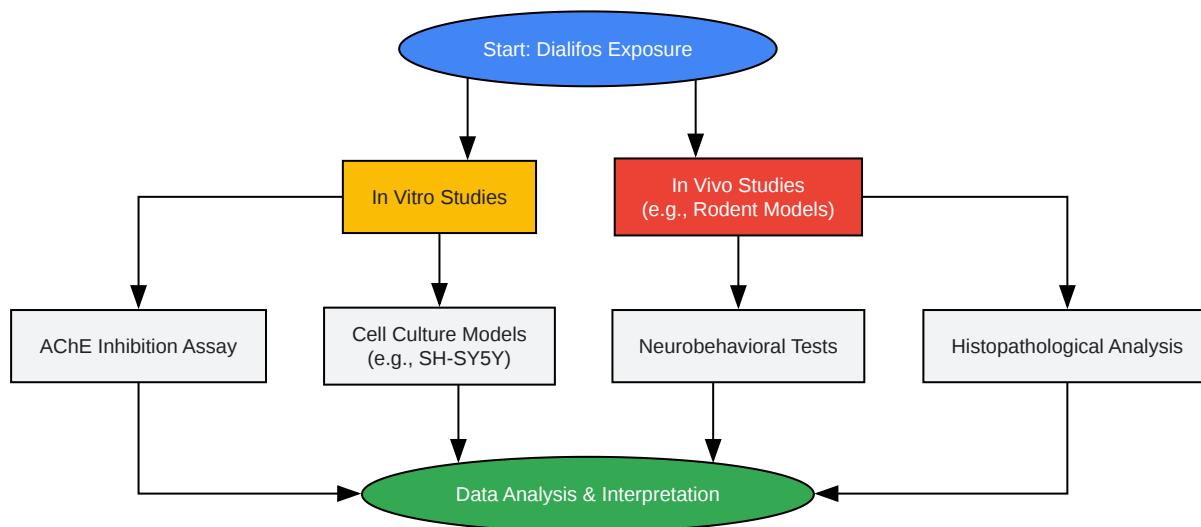 Start: Dialifos Exposure
In Vitro Studies
In Vivo Studies
(e.g., Rodent Models)
AChE Inhibition Assay
Cell Culture Models
(e.g., SH-SY5Y)
Neurobehavioral Tests
Histopathological Analysis
Data Analysis & Interpretation